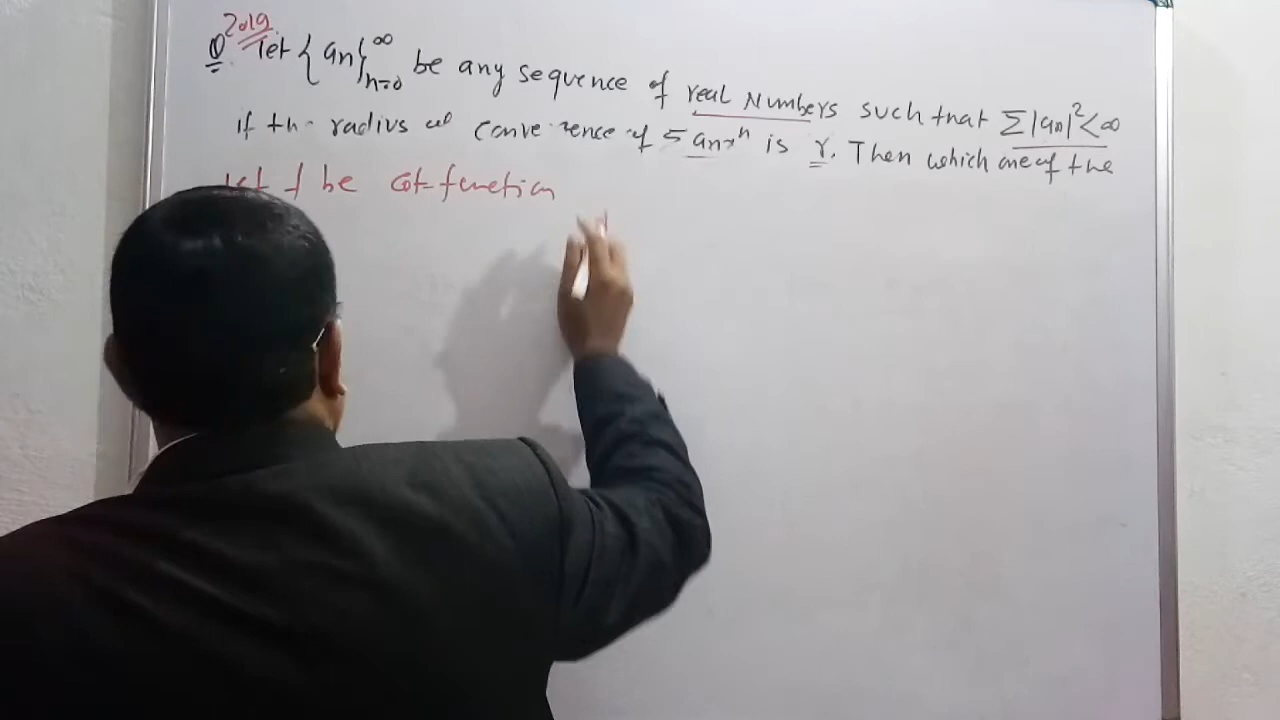 2019
Q. let {an}∞n=0 be any sequence of real Numbers such that Σ|an|²<∞
if the radius of convergence of Σ anxⁿ is r. Then which one of the
let f be cot function